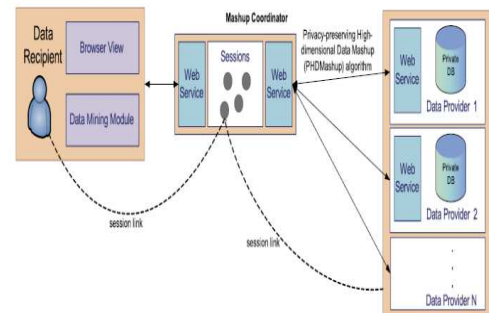 Data
Recipient
Browser View
Data Mining Module
Mashup Coordinator
Web
Service
Sessions
Web
Service
Privacy-preserving High-
dimensional Data Mashup
(PHDMashup) algorithm
Web
Service
Private
DB
Data Provider 1
Web
Service
Private
DB
Data Provider 2
.
.
.
Data Provider N
session link
session link